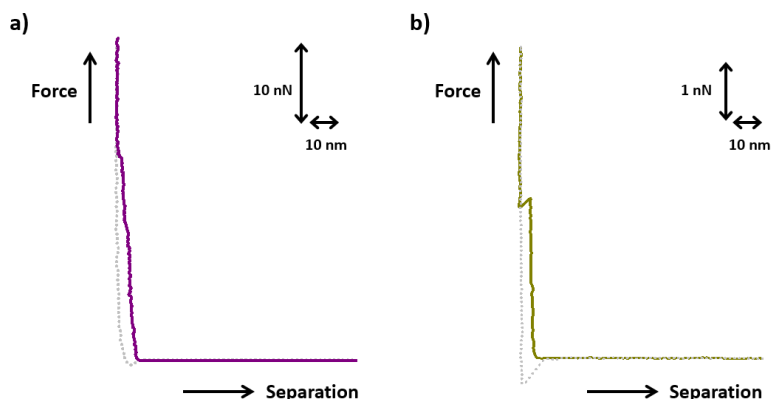 a)
Force
10 nN
10 nm
Separation
b)
Force
1 nN
10 nm
Separation